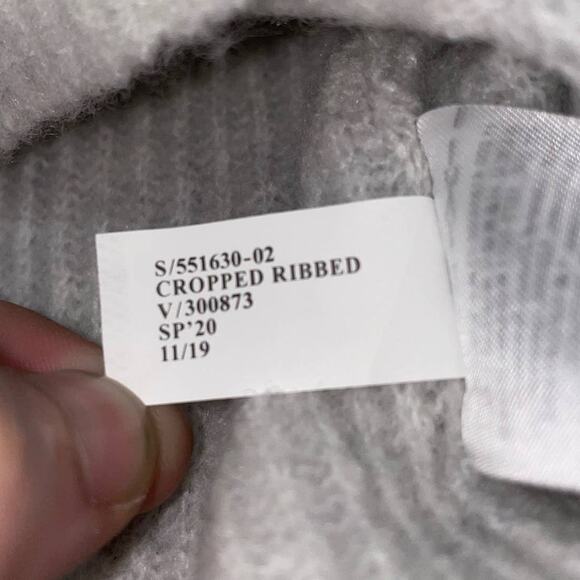 S/551630-02
CROPPED RIBBED
V/300873
SP'20
11/19